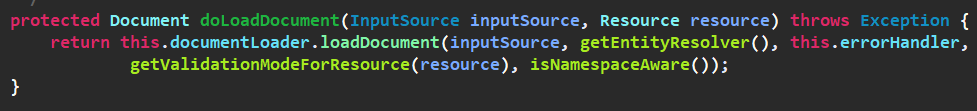 protected Document doLoadDocument(InputSource inputSource, Resource resource) throws Exception {
    return this.documentLoader.loadDocument(inputSource, getEntityResolver(), this.errorHandler,
            getValidationModeForResource(resource), isNamespaceAware());
}